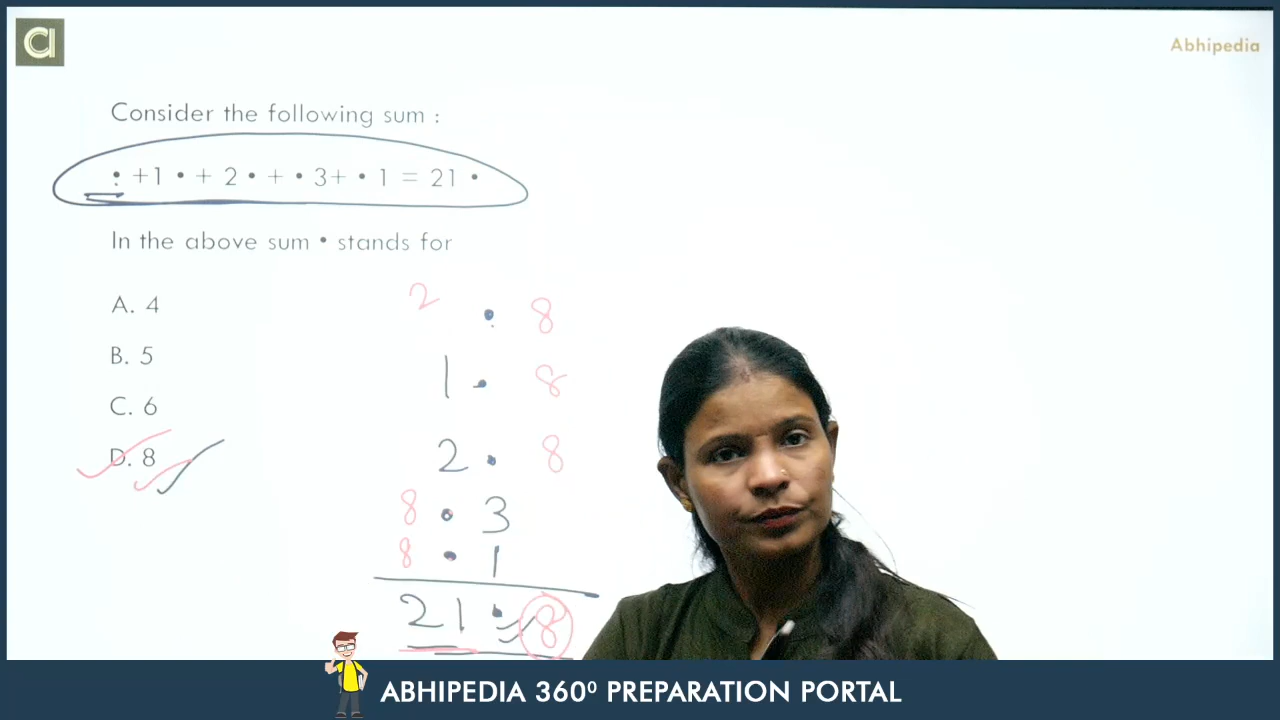 Abhipedia
Consider the following sum :
• +1 • + 2 • + • 3+ • 1 = 21 •
In the above sum • stands for
A. 4
B. 5
C. 6
D. 8
2 • 8
1 • 8
2 • 8
8 • 3
8 • 1
21 • 8
ABHIPEDIA 360⁰ PREPARATION PORTAL